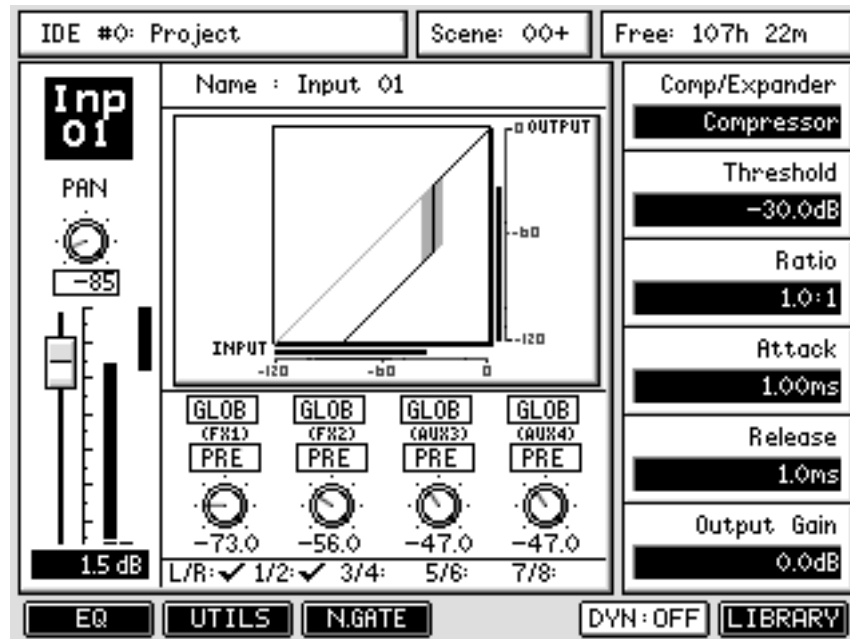 IDE #0: Project
Scene: 00+
Free: 107h 22m
Inp
01
PAN
-85
1.5 dB
Name : Input 01
0 OUTPUT
-60
-120
INPUT
-120 -60 0
GLOB GLOB GLOB GLOB
(FX1) (FX2) (AUX3) (AUX4)
PRE PRE PRE PRE
-73.0 -56.0 -47.0 -47.0
L/R:✓ 1/2:✓ 3/4: 5/6: 7/8:
Comp/Expander
Compressor
Threshold
-30.0dB
Ratio
1.0:1
Attack
1.00ms
Release
1.0ms
Output Gain
0.0dB
EQ UTILS N.GATE DYN:OFF LIBRARY